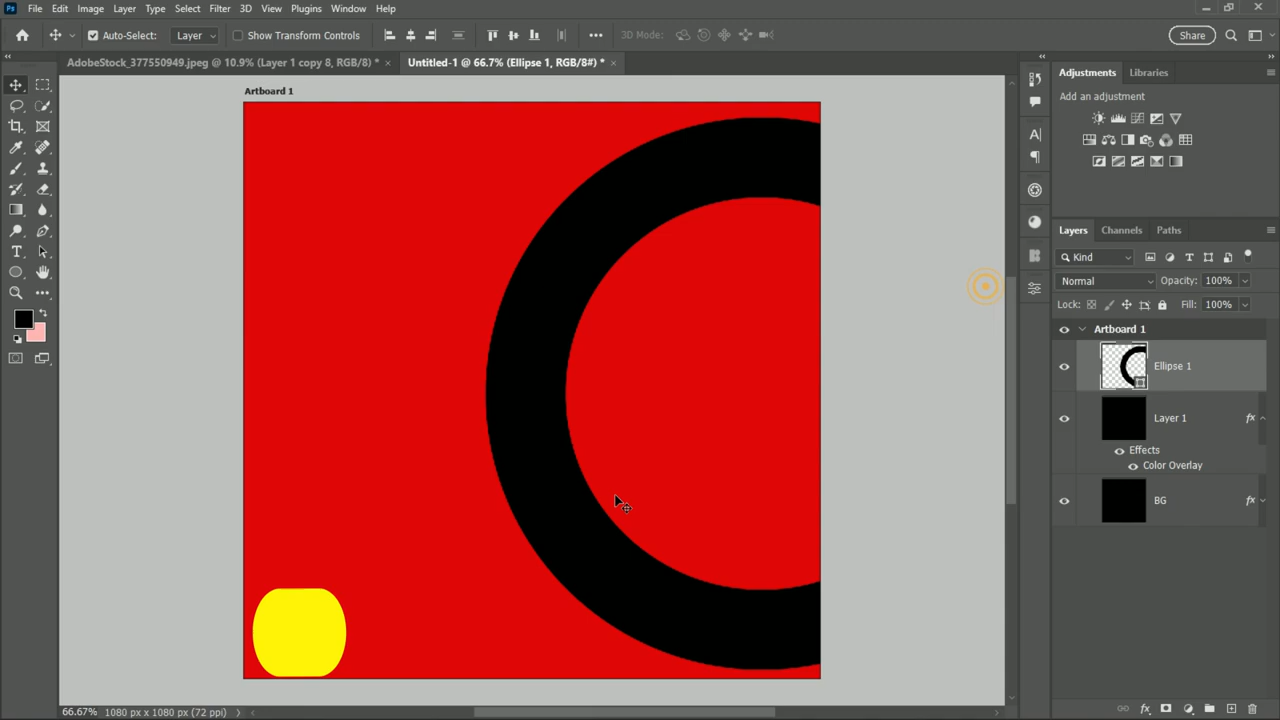 File Edit Image Layer Type Select Filter 3D View Plugins Window Help
Auto-Select: Layer Show Transform Controls 3D Mode: Share
AdobeStock_377550949.jpeg @ 10.9% (Layer 1 copy 8, RGB/8) * × Untitled-1 @ 66.7% (Ellipse 1, RGB/8#) * ×
Artboard 1
Adjustments Libraries
Add an adjustment
Layers Channels Paths
Kind
Normal Opacity: 100%
Lock: Fill: 100%
Artboard 1
Ellipse 1
Layer 1 fx
Effects
Color Overlay
BG fx
66.67% 1080 px x 1080 px (72 ppi)